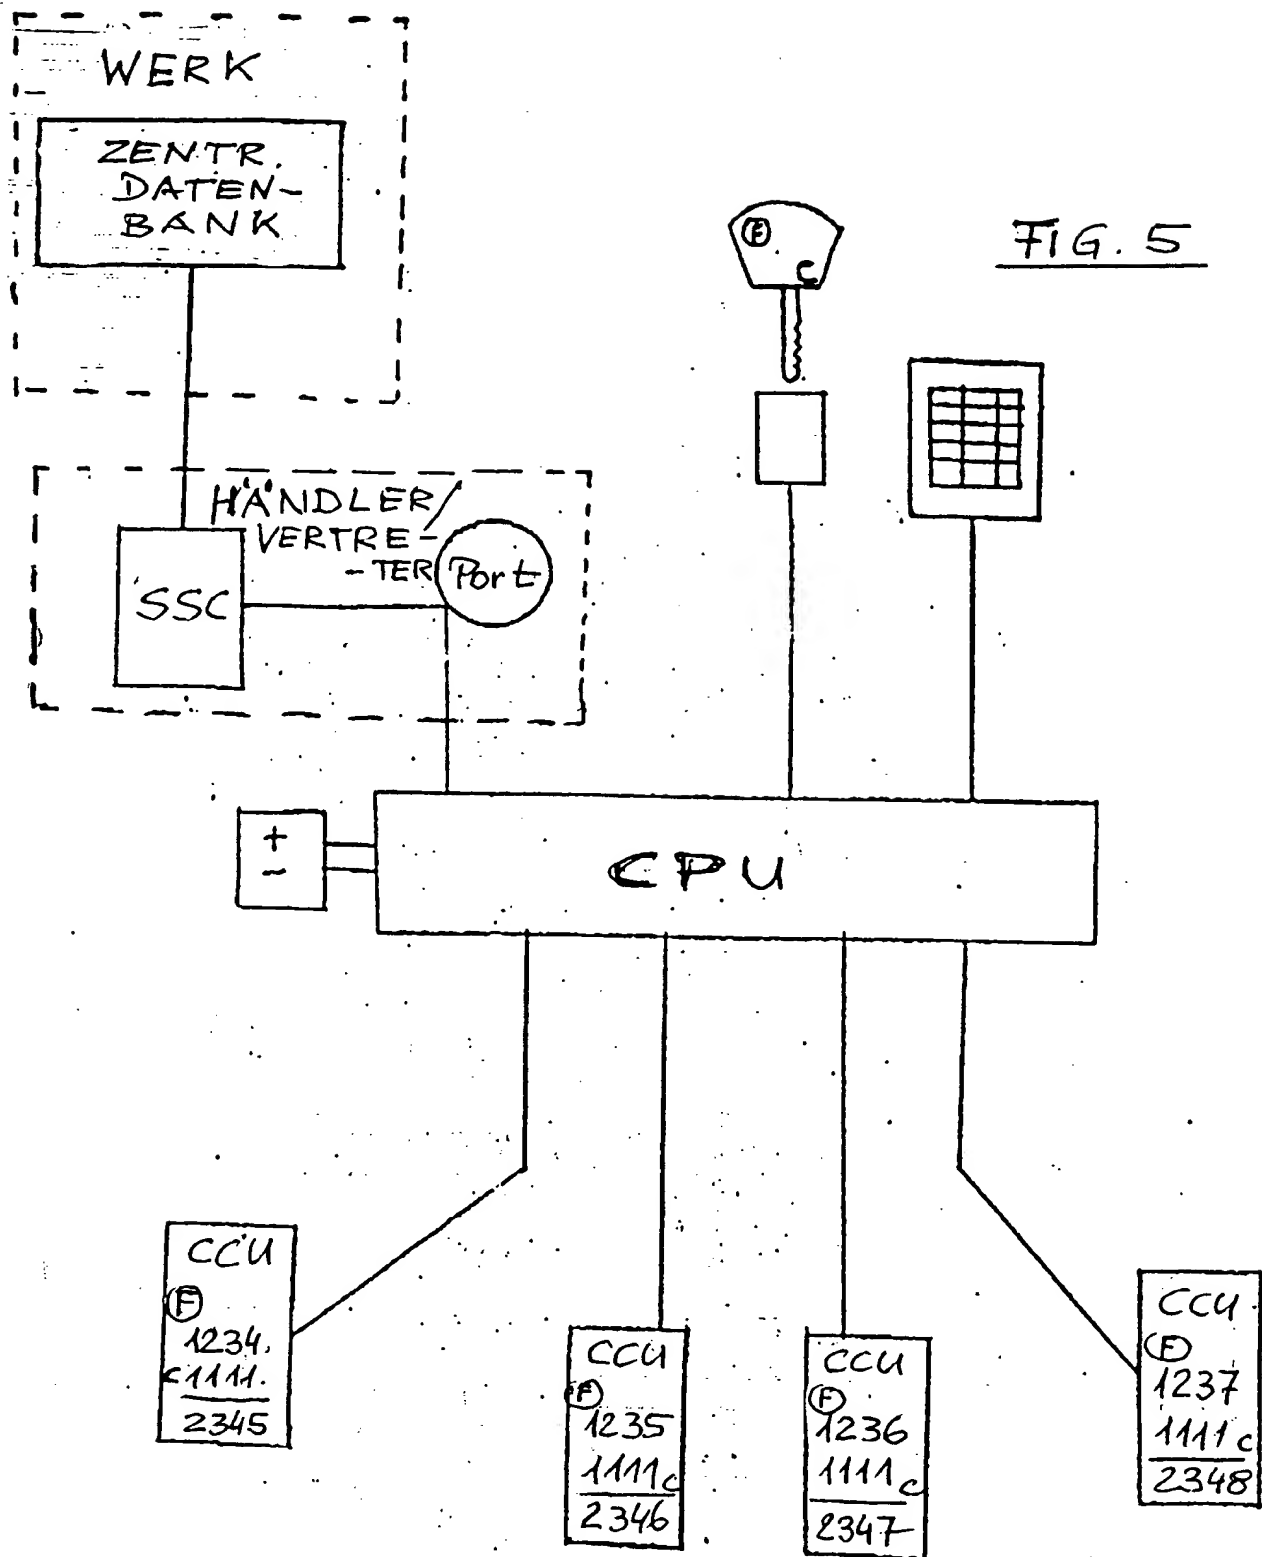 WERK
ZENTR.
DATEN-
BANK
FIG. 5
F
C
HÄNDLER/
VERTRE-
-TER
Port
SSC
+
-
CPU
CCU
F
1234.
c 1111.
2345
CCU
F
1235
1111c
2346
CCU
F
1236
1111c
2347
CCU
F
1237
1111c
2348